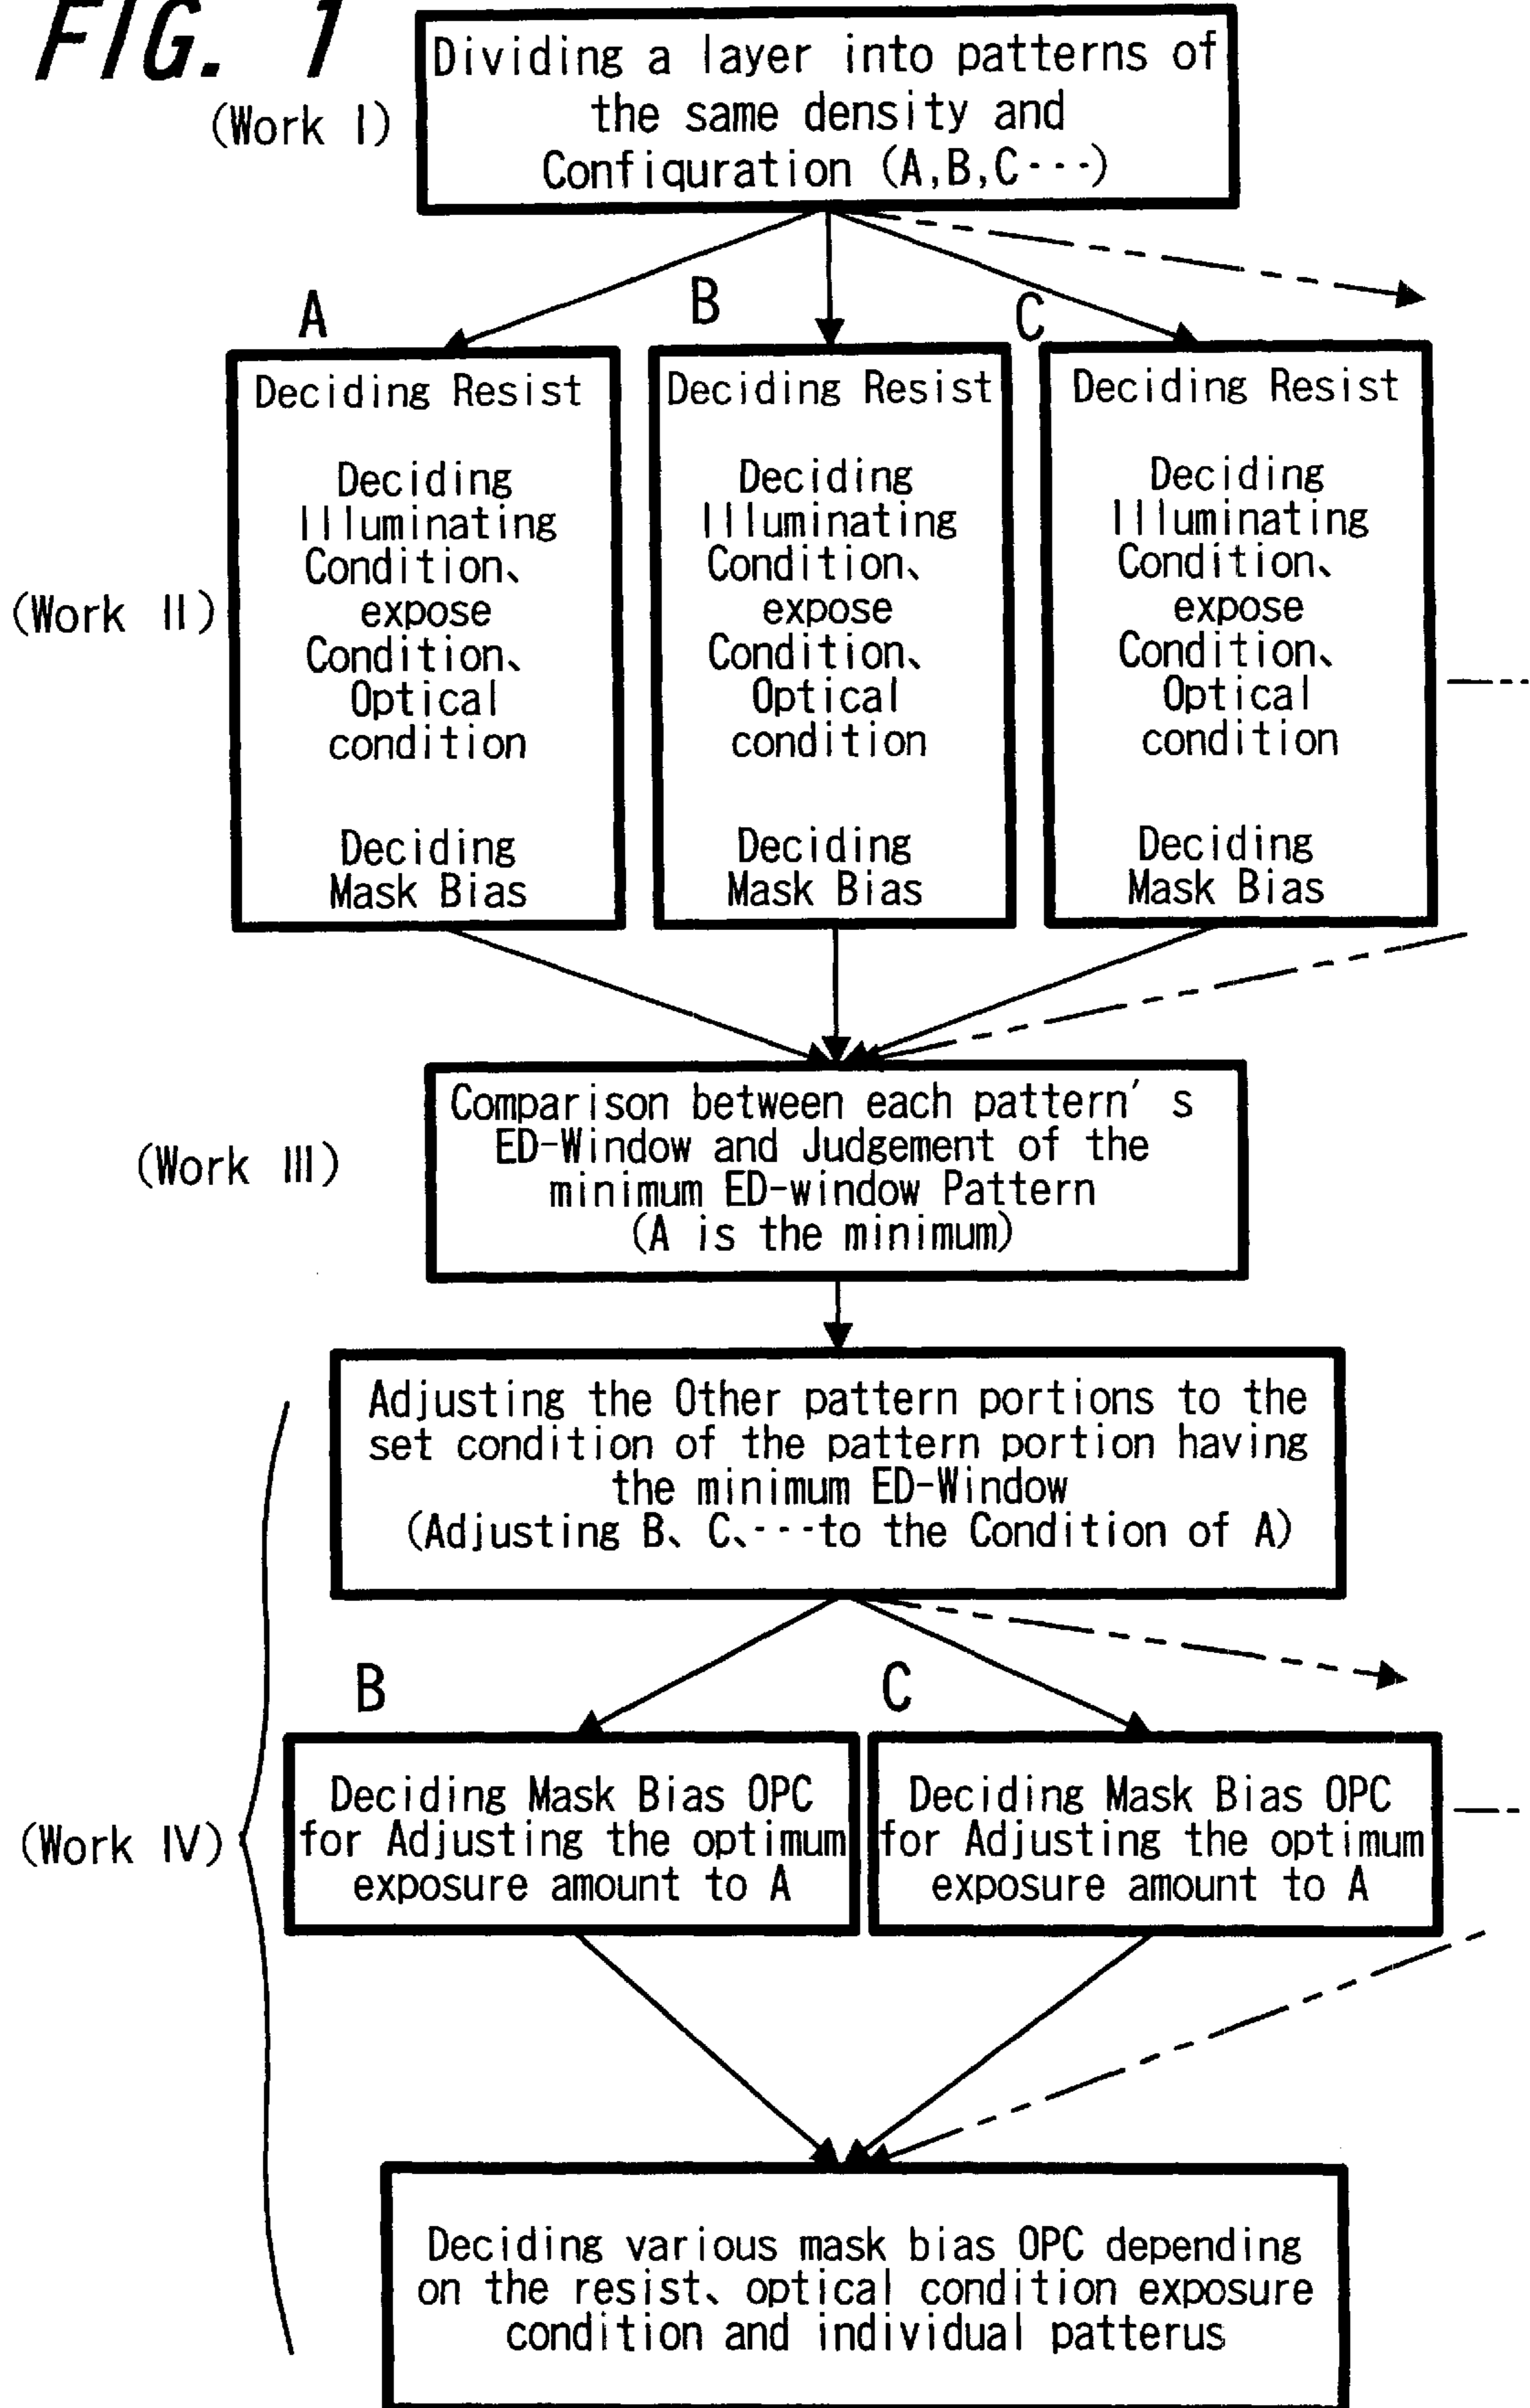 FIG. 1
(Work I)
Dividing a layer into patterns of
the same density and
Configuration (A,B,C---)
A
B
C
Deciding Resist
Deciding
Illuminating
Condition、
expose
Condition、
Optical
condition
Deciding
Mask Bias
Deciding Resist
Deciding
Illuminating
Condition、
expose
Condition、
Optical
condition
Deciding
Mask Bias
Deciding Resist
Deciding
Illuminating
Condition、
expose
Condition、
Optical
condition
Deciding
Mask Bias
(Work II)
(Work III)
Comparison between each pattern's
ED-Window and Judgement of the
minimum ED-window Pattern
(A is the minimum)
Adjusting the Other pattern portions to the
set condition of the pattern portion having
the minimum ED-Window
(Adjusting B、C、---to the Condition of A)
B
C
(Work IV)
Deciding Mask Bias OPC
for Adjusting the optimum
exposure amount to A
Deciding Mask Bias OPC
for Adjusting the optimum
exposure amount to A
Deciding various mask bias OPC depending
on the resist、optical condition exposure
condition and individual patterus